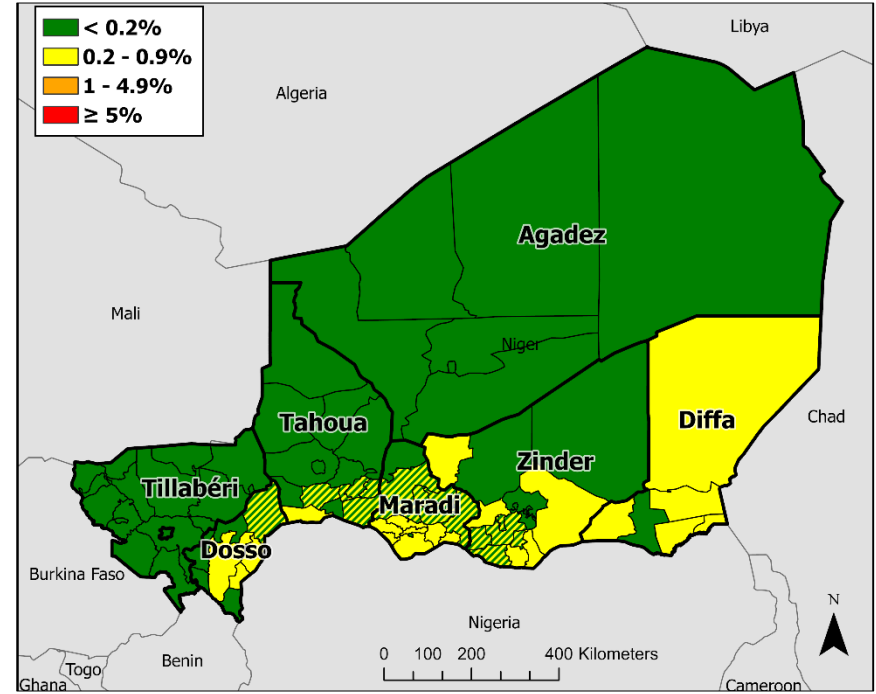 < 0.2%
0.2 - 0.9%
1 - 4.9%
≥ 5%
Libya
Algeria
Agadez
Mali
Niger
Diffa
Chad
Tahoua
Zinder
Tillabéri
Maradi
Dosso
Burkina Faso
N
Nigeria
0 100 200 400 Kilometers
Benin
Togo
Ghana
Cameroon